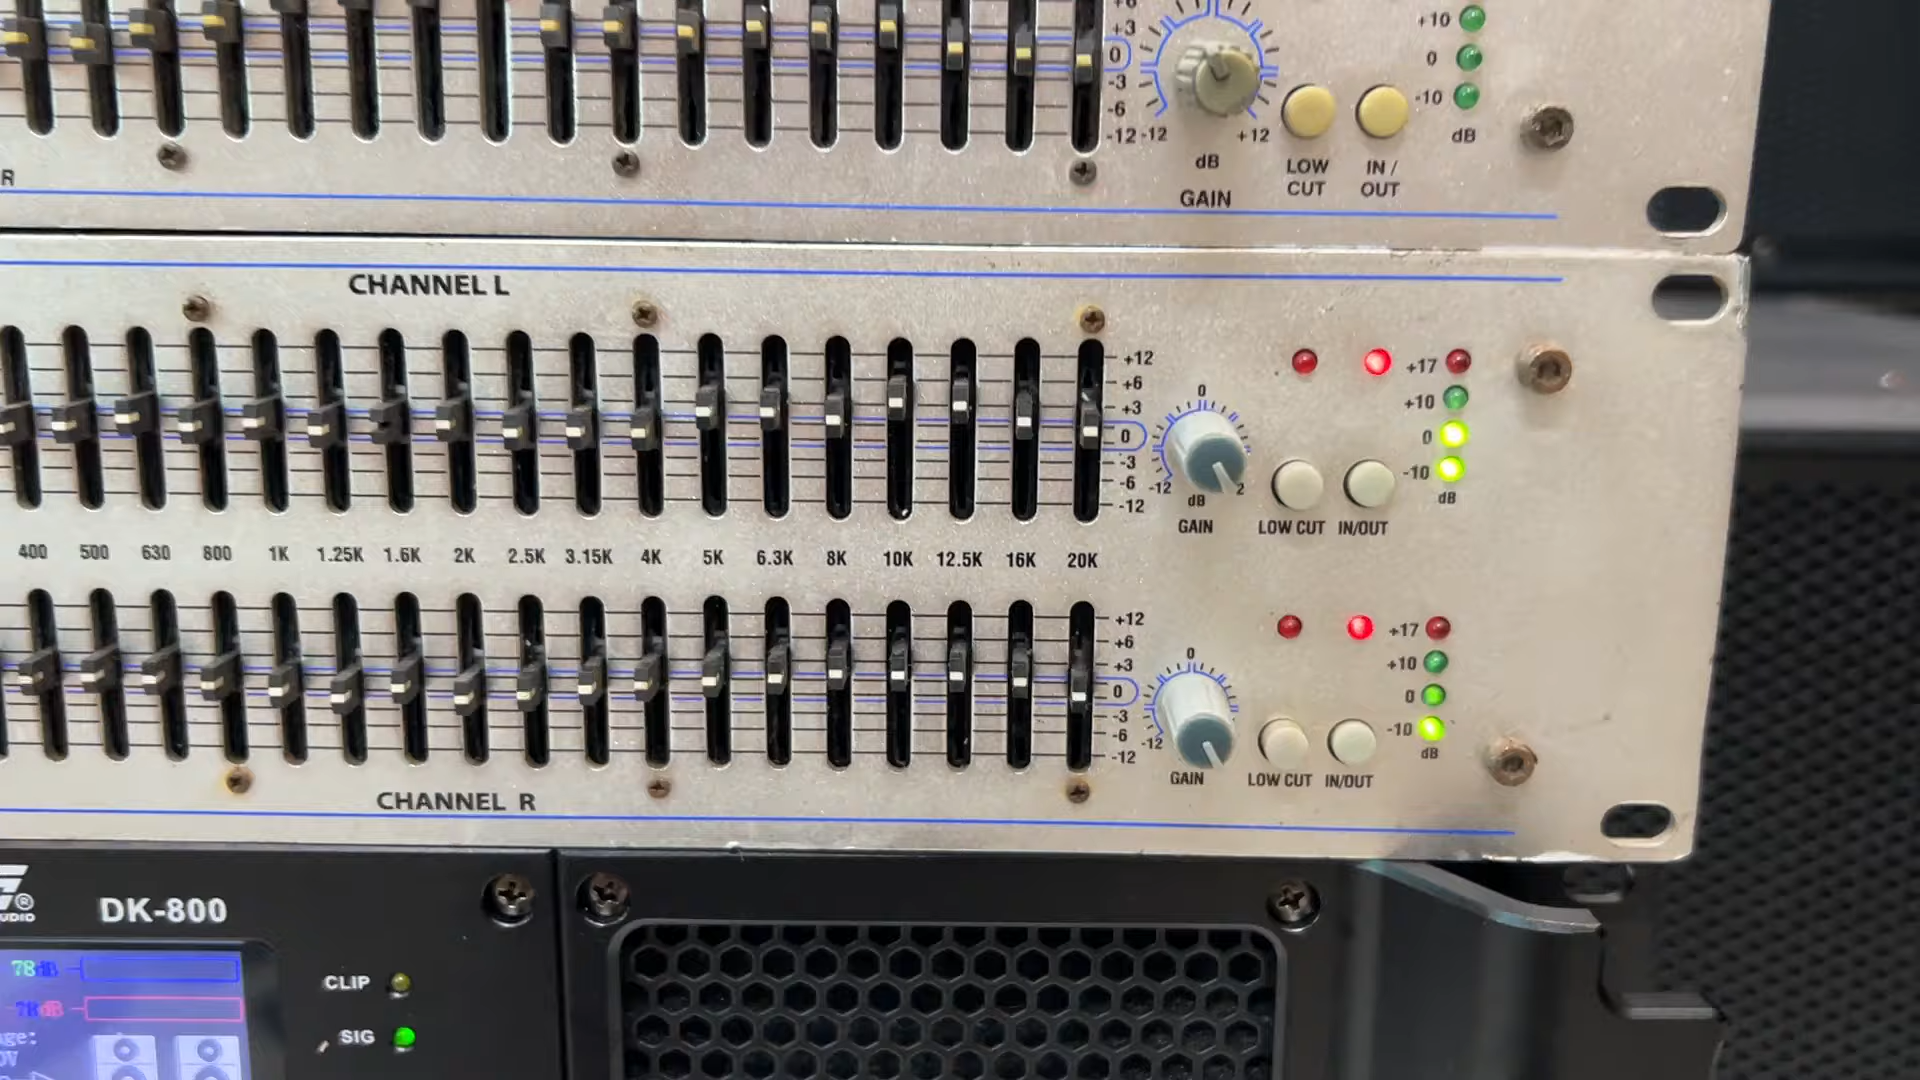 +6
+3
0
-3
-6
-12
-12
+12
dB
GAIN
LOW
CUT
IN /
OUT
+10
0
-10
dB
R
CHANNEL L
+12
+6
+3
0
-3
-6
-12
0
-12
2
dB
GAIN
LOW CUT
IN/OUT
+17
+10
0
-10
dB
400 500 630 800 1K 1.25K 1.6K 2K 2.5K 3.15K 4K 5K 6.3K 8K 10K 12.5K 16K 20K
+12
+6
+3
0
-3
-6
-12
0
-12
GAIN
LOW CUT
IN/OUT
+17
+10
0
-10
dB
CHANNEL R
DK-800
78dB
CLIP
SIG